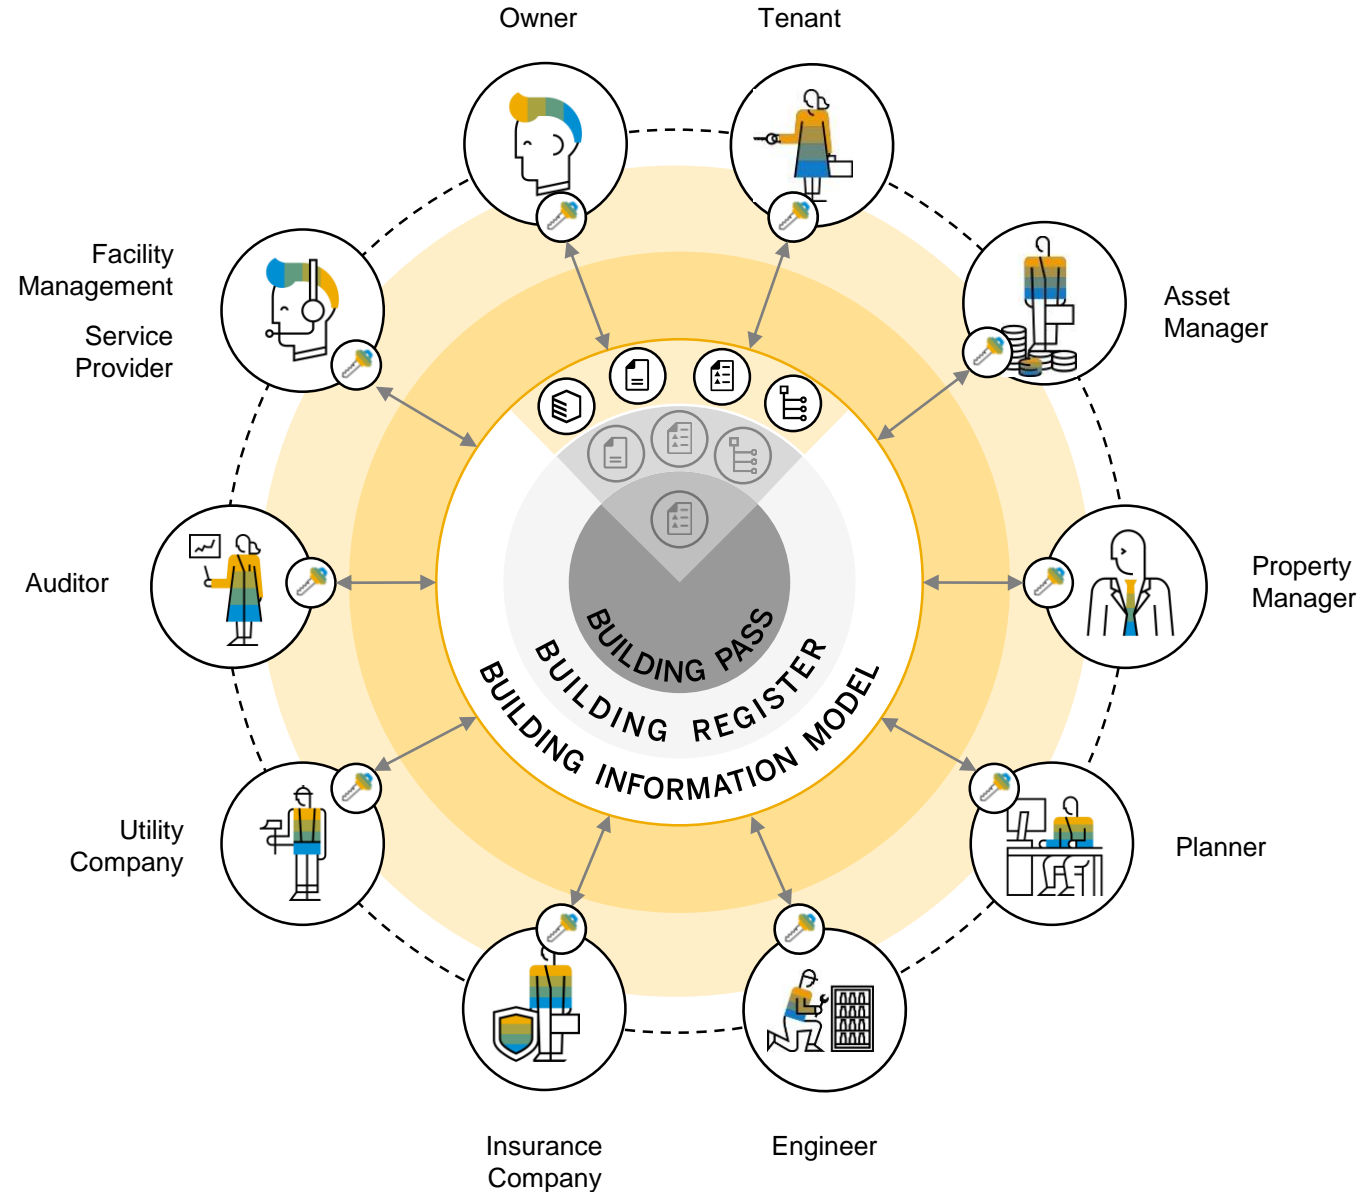 Owner
Tenant
Facility
Management
Service
Provider
Asset
Manager
Auditor
Property
Manager
BUILDING PASS
BUILDING REGISTER
BUILDING INFORMATION MODEL
Utility
Company
Planner
Insurance
Company
Engineer